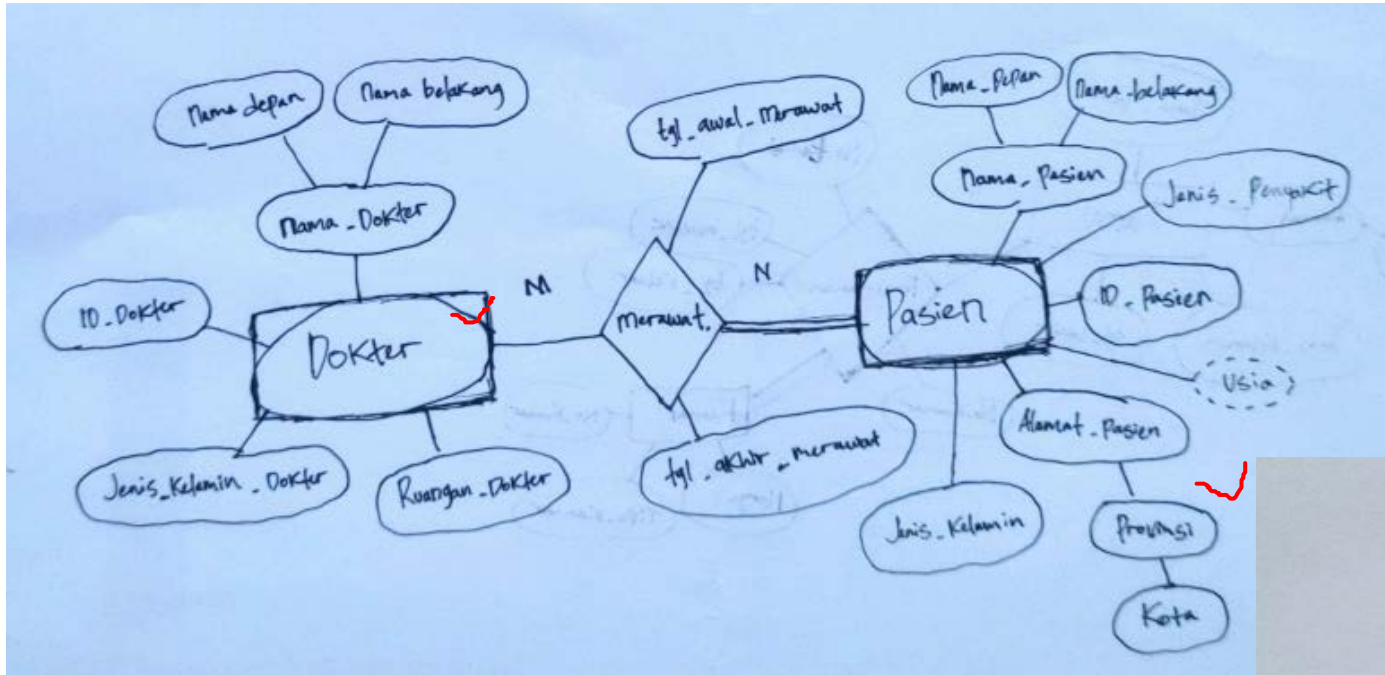 Nama depan
Nama belakang
Nama_Dokter
ID_Dokter
Dokter
Jenis_Kelamin_Dokter
Ruangan_Dokter
M
tgl_awal_merawat
merawat.
tgl_akhir_merawat
N
Nama_Depan
Nama_belakang
Nama_Pasien
Jenis_Penyakit
Pasien
ID_Pasien
Usia
Alamat_Pasien
Provinsi
Kota
Jenis_Kelamin